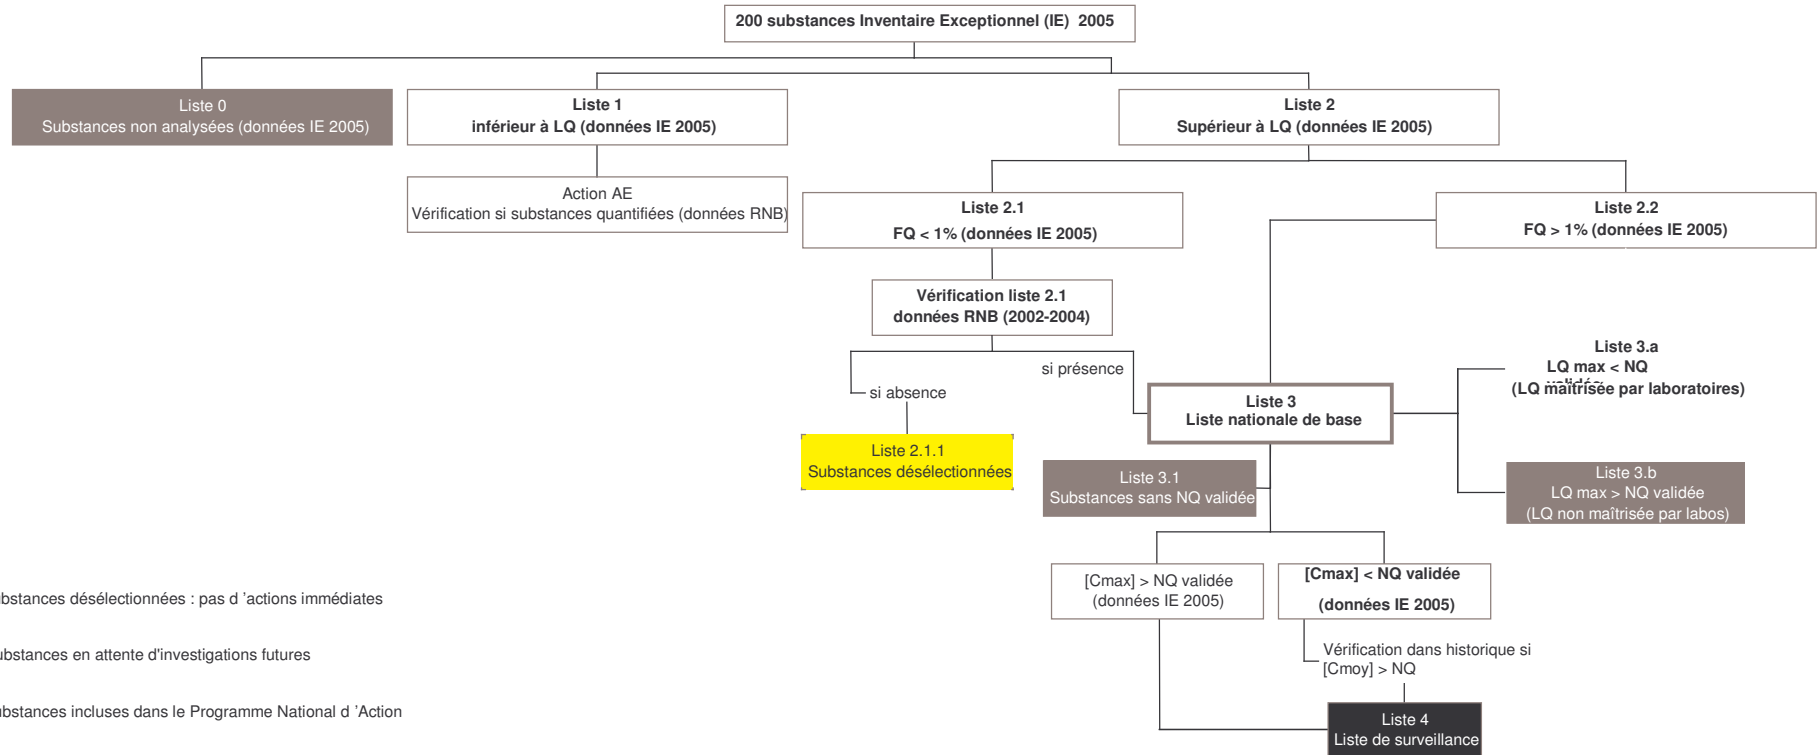 200 substances Inventaire Exceptionnel (IE) 2005
Liste 0
Substances non analysées (données IE 2005)
Liste 1
inférieur à LQ (données IE 2005)
Liste 2
Supérieur à LQ (données IE 2005)
Action AE
Vérification si substances quantifiées (données RNB)
Liste 2.1
FQ < 1% (données IE 2005)
Liste 2.2
FQ > 1% (données IE 2005)
Vérification liste 2.1
données RNB (2002-2004)
si présence
si absence
Liste 2.1.1
Substances désélectionnées
Liste 3
Liste nationale de base
Liste 3.a
LQ max < NQ
(LQ maîtrisée par laboratoires)
Liste 3.1
Substances sans NQ validée
Liste 3.b
LQ max > NQ validée
(LQ non maîtrisée par labos)
[Cmax] > NQ validée
(données IE 2005)
[Cmax] < NQ validée
(données IE 2005)
Vérification dans historique si
[Cmoy] > NQ
Liste 4
Liste de surveillance
ubstances désélectionnées : pas d ’actions immédiates
ubstances en attente d'investigations futures
ubstances incluses dans le Programme National d ’Action